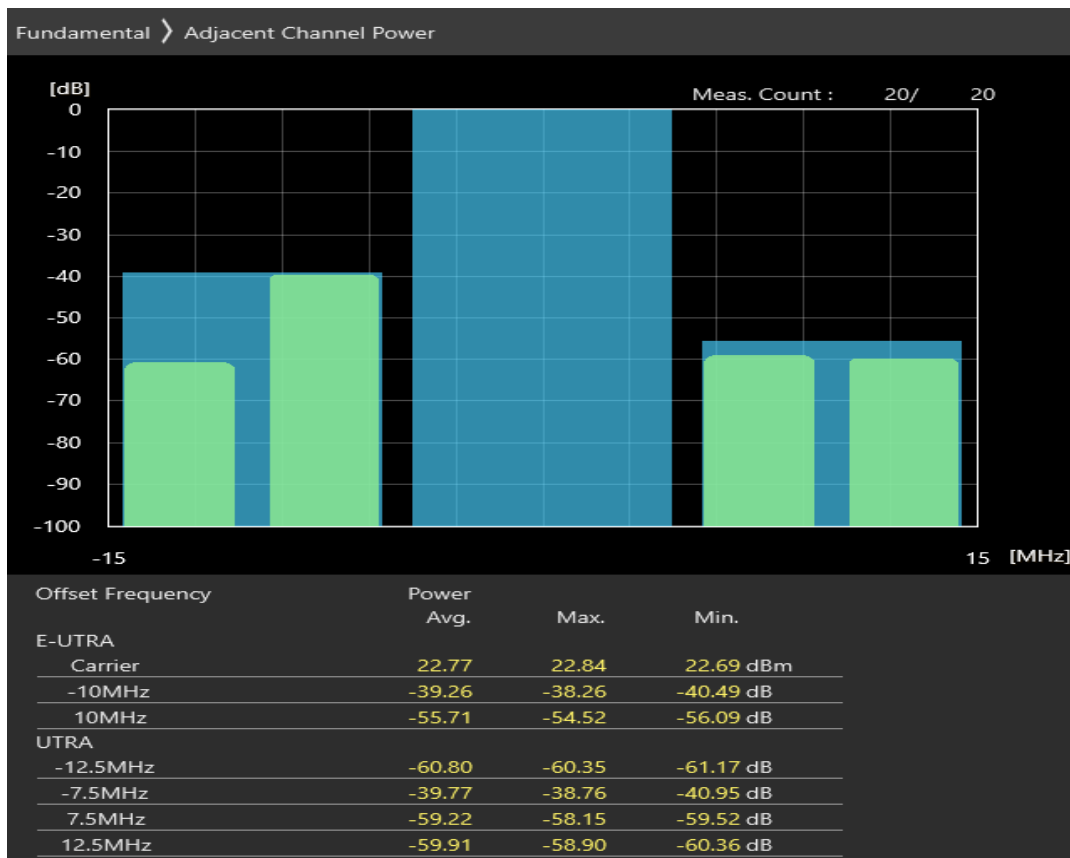 Fundamental 〉 Adjacent Channel Power
[dB]
Meas. Count : 20/ 20
0
-10
-20
-30
-40
-50
-60
-70
-80
-90
-100
-15 15 [MHz]
Offset Frequency Power
Avg. Max. Min.
E-UTRA
Carrier 22.77 22.84 22.69 dBm
-10MHz -39.26 -38.26 -40.49 dB
10MHz -55.71 -54.52 -56.09 dB
UTRA
-12.5MHz -60.80 -60.35 -61.17 dB
-7.5MHz -39.77 -38.76 -40.95 dB
7.5MHz -59.22 -58.15 -59.52 dB
12.5MHz -59.91 -58.90 -60.36 dB